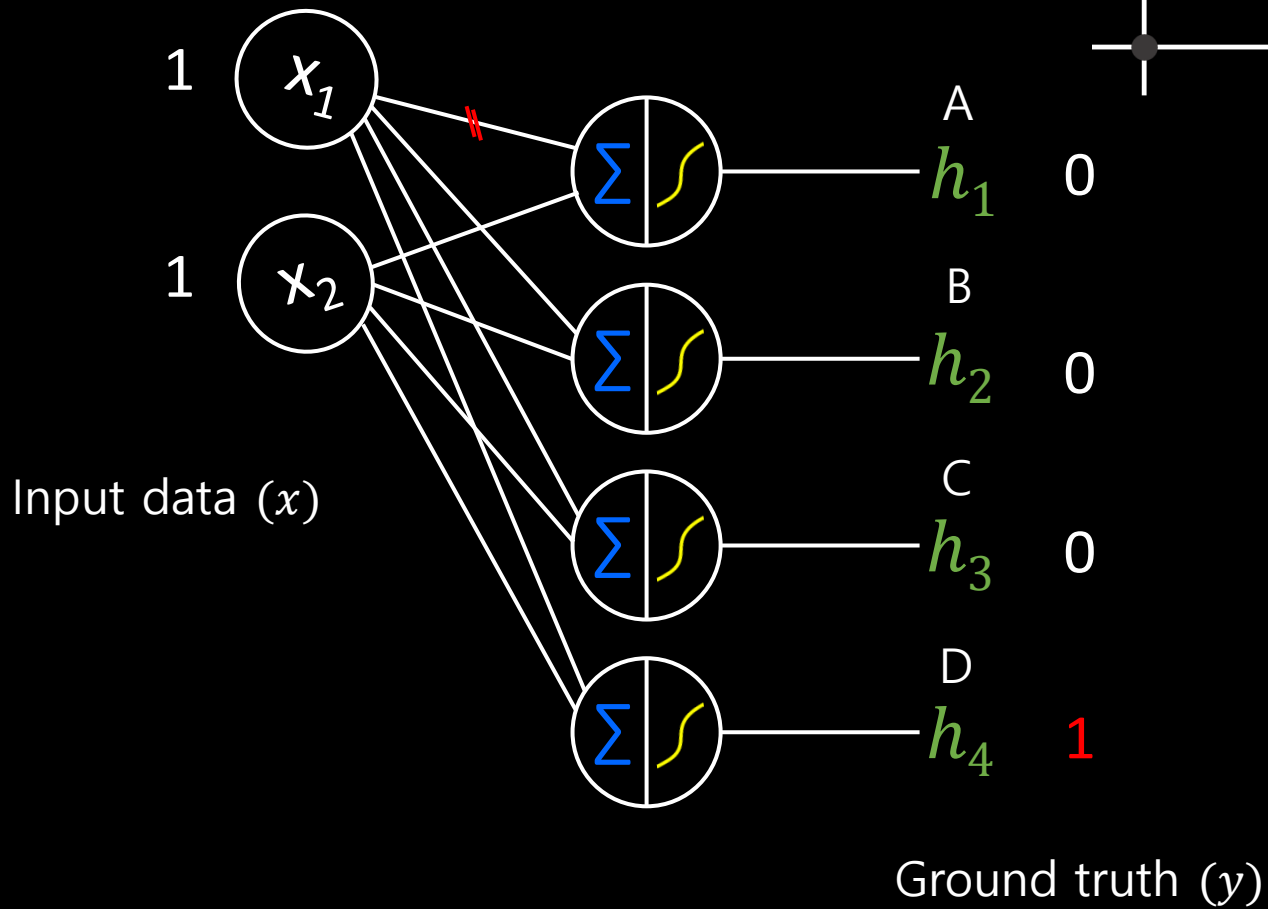 1 x₁
A
Σ h₁ 0
1 x₂
B
Σ h₂ 0
C
Input data (x)
Σ h₃ 0
D
Σ h₄ 1
Ground truth (y)